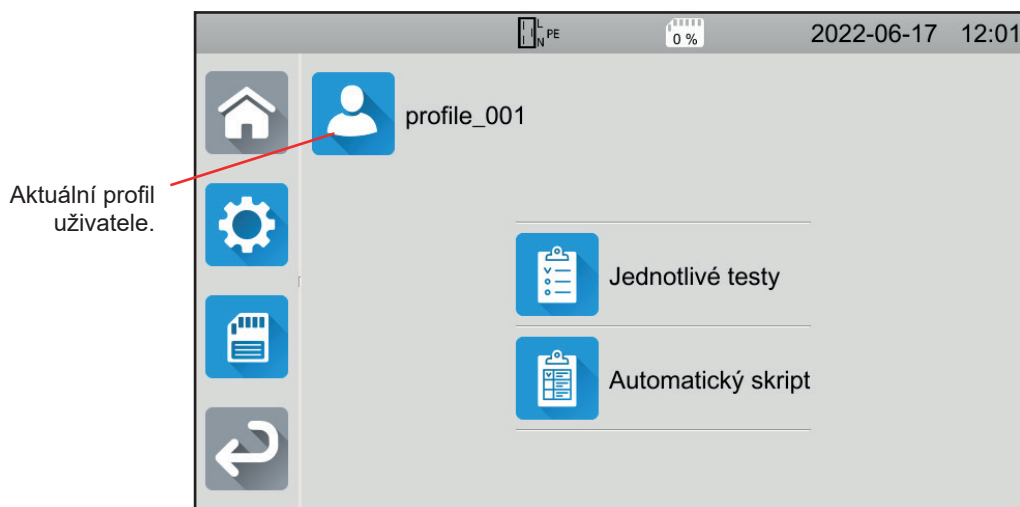 L
N
PE
0 %
2022-06-17 12:01
profile_001
Aktuální profil
uživatele.
Jednotlivé testy
Automatický skript